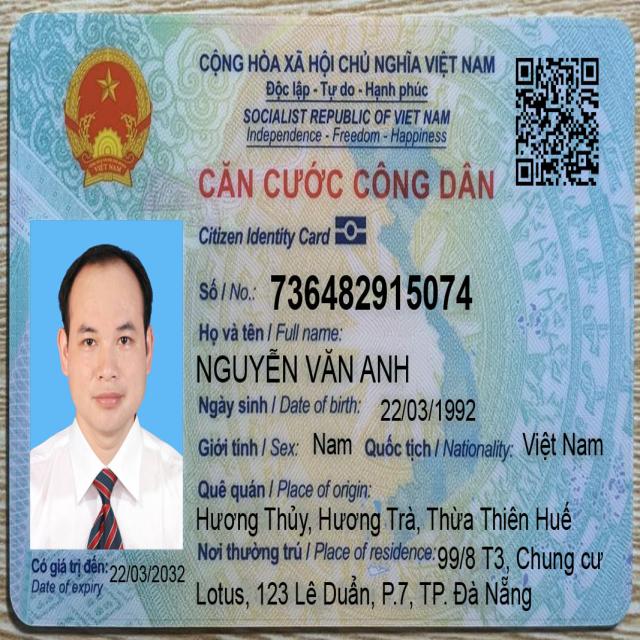 CỘNG HÒA XÃ HỘI CHỦ NGHĨA VIỆT NAM
Độc lập - Tự do - Hạnh phúc
SOCIALIST REPUBLIC OF VIET NAM
Independence - Freedom - Happiness
CĂN CƯỚC CÔNG DÂN
Citizen Identity Card
Số / No.: 736482915074
Họ và tên / Full name:
NGUYỄN VĂN ANH
Ngày sinh / Date of birth: 22/03/1992
Giới tính / Sex: Nam Quốc tịch / Nationality: Việt Nam
Quê quán / Place of origin:
Hương Thủy, Hương Trà, Thừa Thiên Huế
Nơi thường trú / Place of residence: 99/8 T3, Chung cư
Lotus, 123 Lê Duẩn, P.7, TP. Đà Nẵng
Có giá trị đến: 22/03/2032
Date of expiry
VIỆT NAM